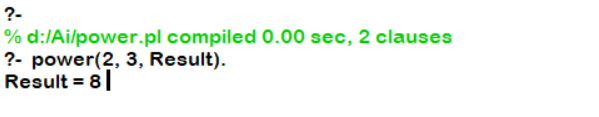 ?-
% d:/Ai/power.pl compiled 0.00 sec, 2 clauses
?- power(2, 3, Result).
Result = 8